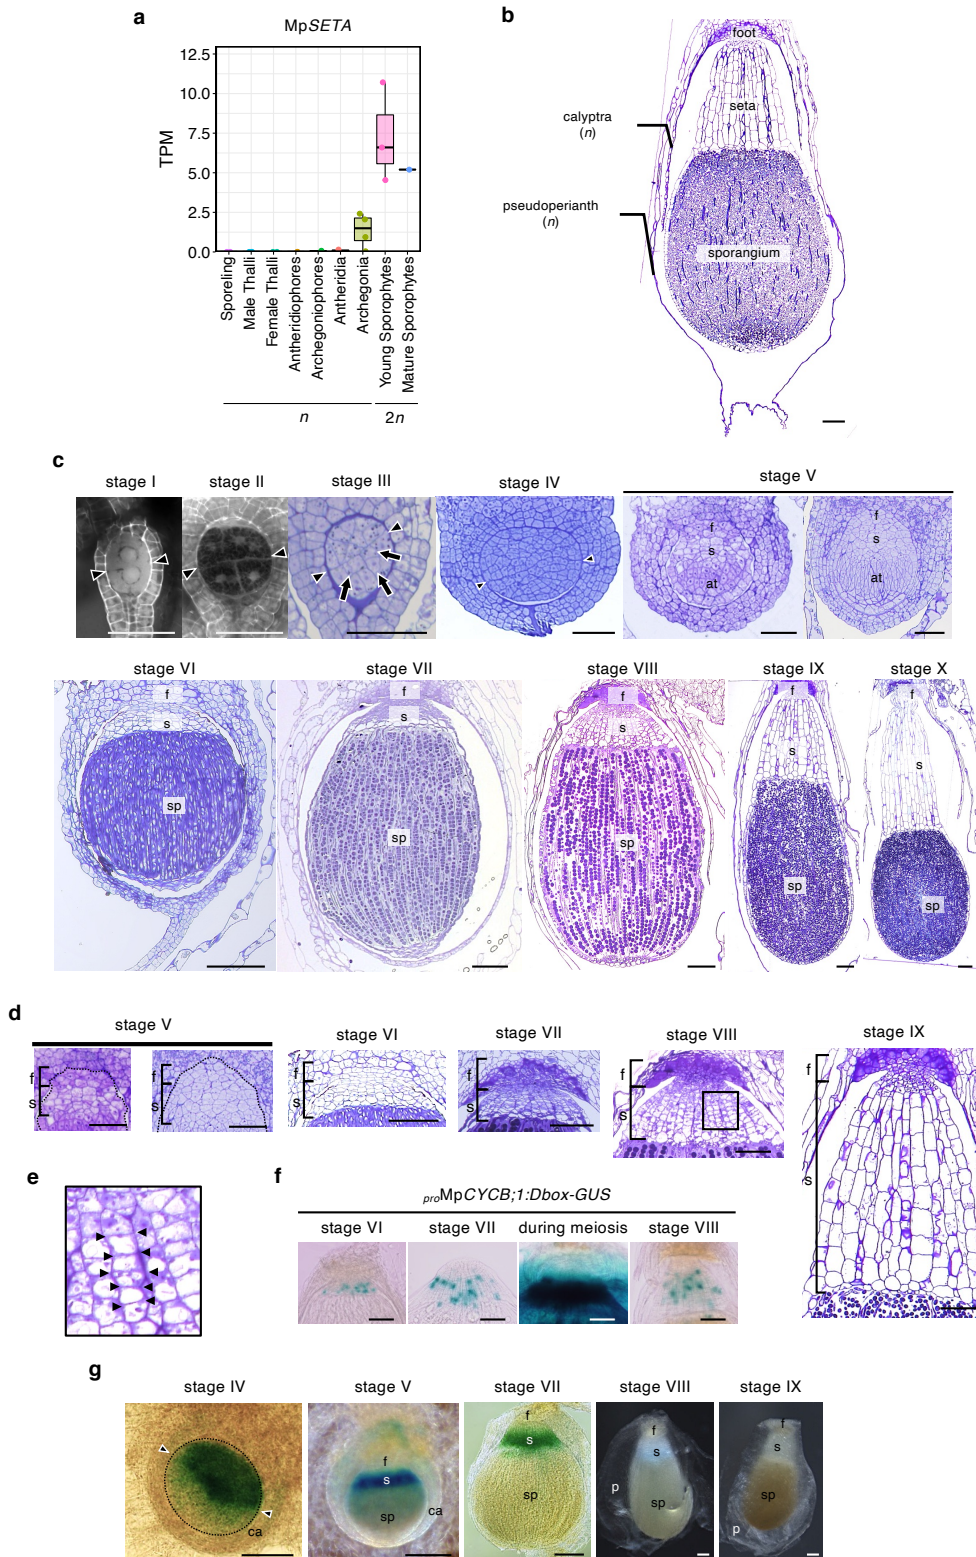 a
MpSETA
TPM
12.5
10.0
7.5
5.0
2.5
0.0
Sporeling
Male Thalli
Female Thalli
Antheridiophores
Archegoniophores
Antheridia
Archegonia
Young Sporophytes
Mature Sporophytes
n
2n
b
foot
seta
calyptra
(n)
pseudoperianth
(n)
sporangium
c
stage I
stage II
stage III
stage IV
stage V
f
s
at
f
s
at
stage VI
stage VII
stage VIII
stage IX
stage X
f
s
sp
f
s
sp
f
s
sp
f
s
sp
f
s
sp
d
stage V
stage VI
stage VII
stage VIII
stage IX
f
s
f
s
f
s
f
s
f
s
f
s
e
f
proMpCYCB;1:Dbox-GUS
stage VI
stage VII
during meiosis
stage VIII
g
stage IV
stage V
stage VII
stage VIII
stage IX
ca
f
s
sp
ca
f
s
sp
f
s
p
sp
f
s
sp
p